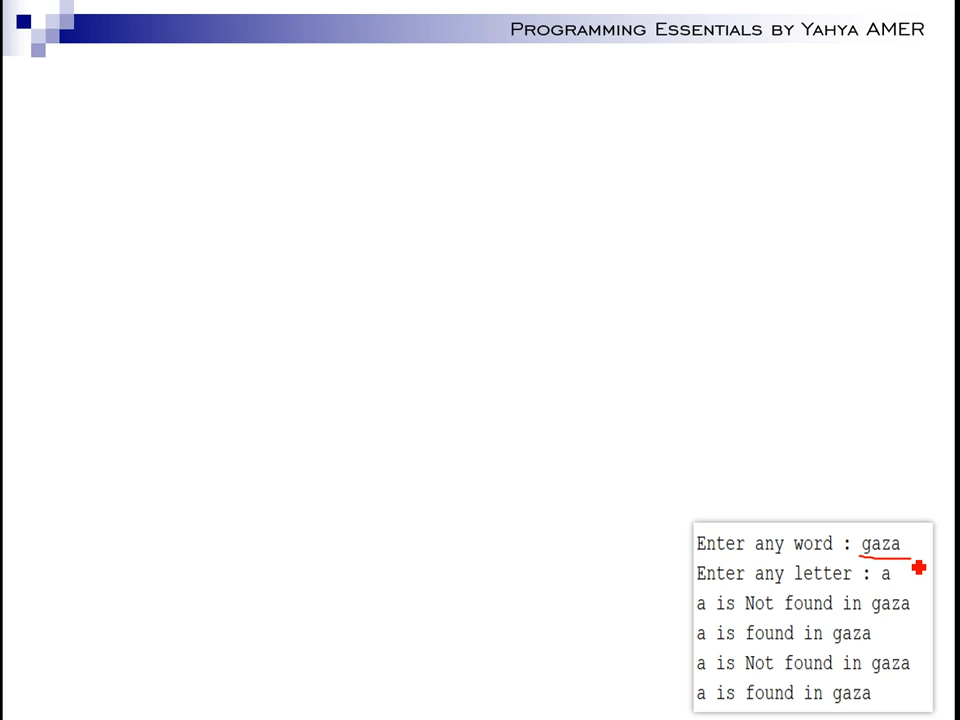 Programming Essentials by Yahya AMER
Enter any word : gaza
Enter any letter : a
a is Not found in gaza
a is found in gaza
a is Not found in gaza
a is found in gaza